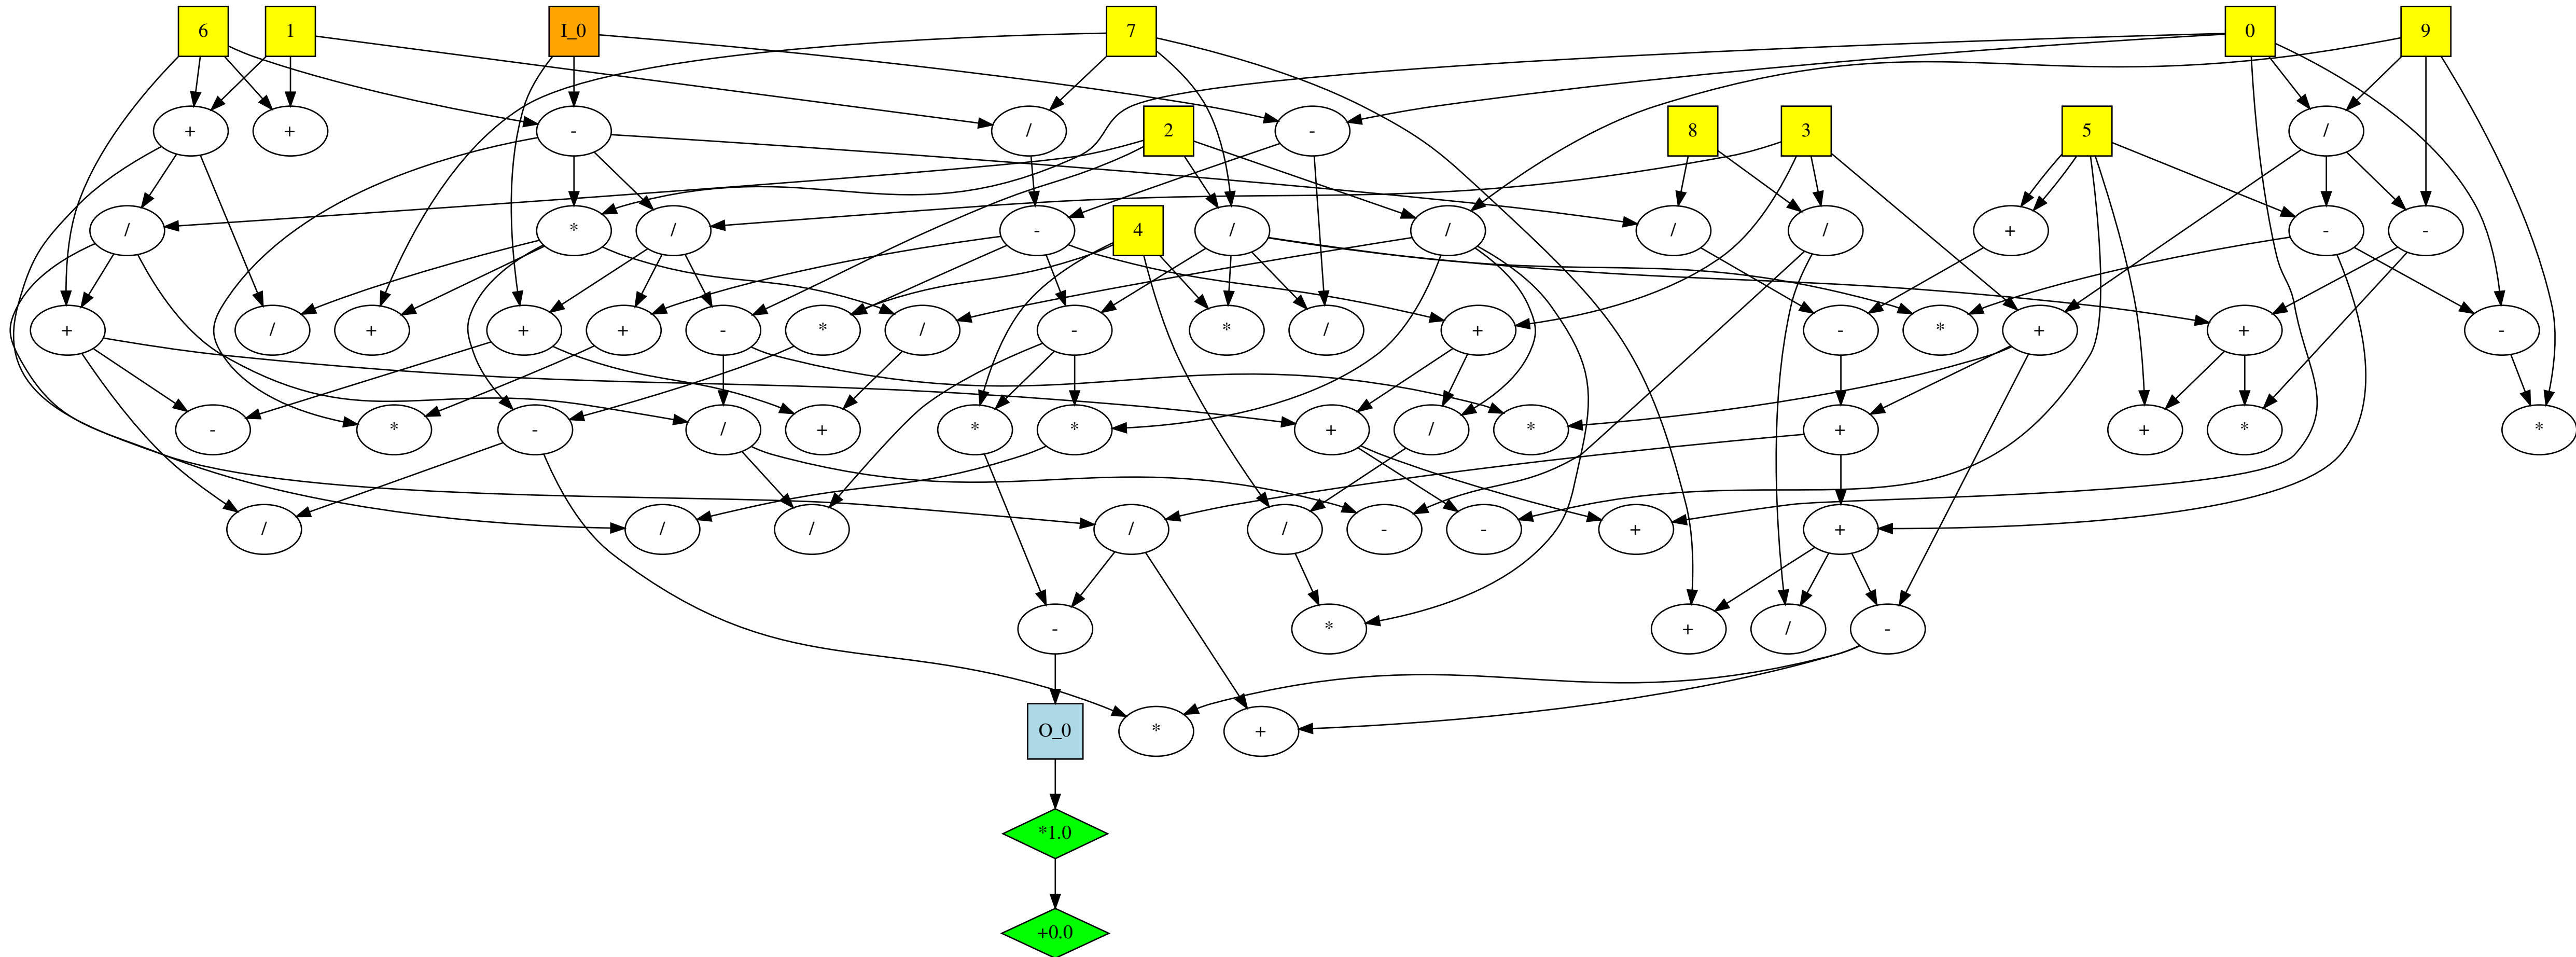 6 1 I_0 7 0 9
+ + - / - 2 8 3 5 /
/ * / - 4 / / / / + - -
+ / + + + - * / - * / + - * + + -
- * - / + * * + / * + + * *
/ / / / / - - + +
- * + / -
O_0 * +
*1.0
+0.0